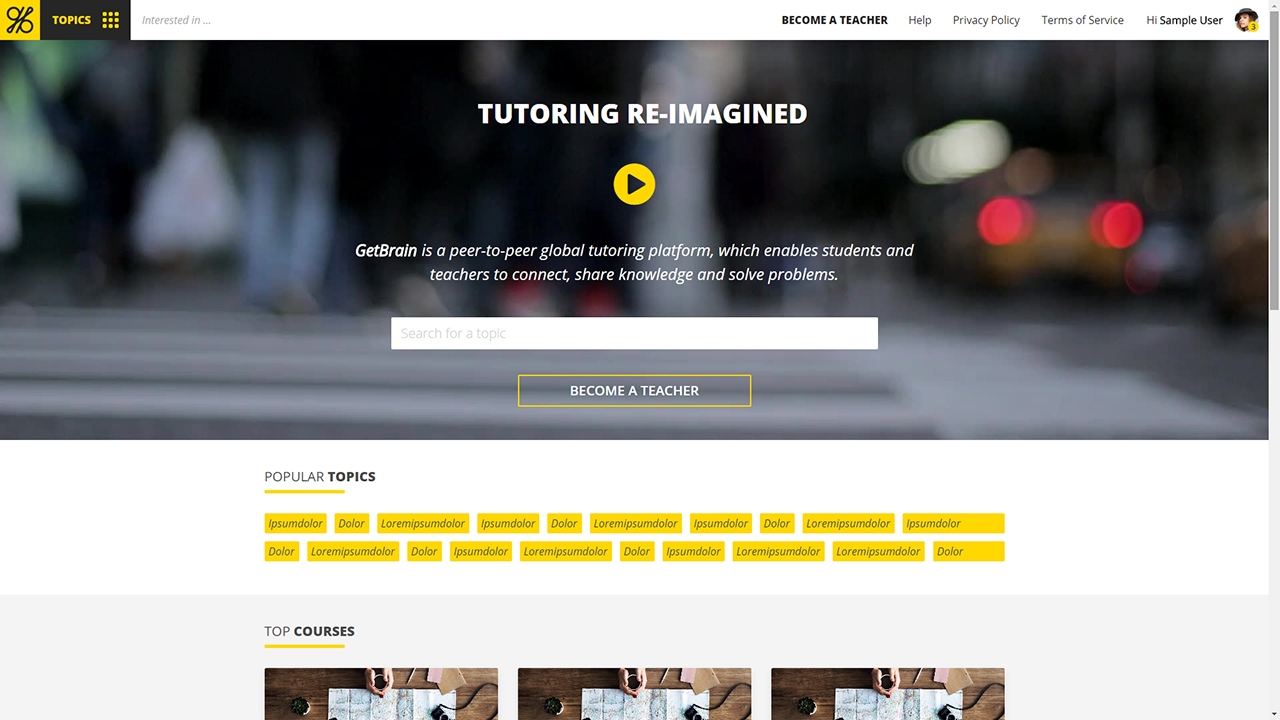 TOPICS Interested in ... BECOME A TEACHER Help Privacy Policy Terms of Service Hi Sample User 3
TUTORING RE-IMAGINED
GetBrain is a peer-to-peer global tutoring platform, which enables students and
teachers to connect, share knowledge and solve problems.
Search for a topic
BECOME A TEACHER
POPULAR TOPICS
Ipsumdolor Dolor Loremipsumdolor Ipsumdolor Dolor Loremipsumdolor Ipsumdolor Dolor Loremipsumdolor Ipsumdolor
Dolor Loremipsumdolor Dolor Ipsumdolor Loremipsumdolor Dolor Ipsumdolor Loremipsumdolor Loremipsumdolor Dolor
TOP COURSES